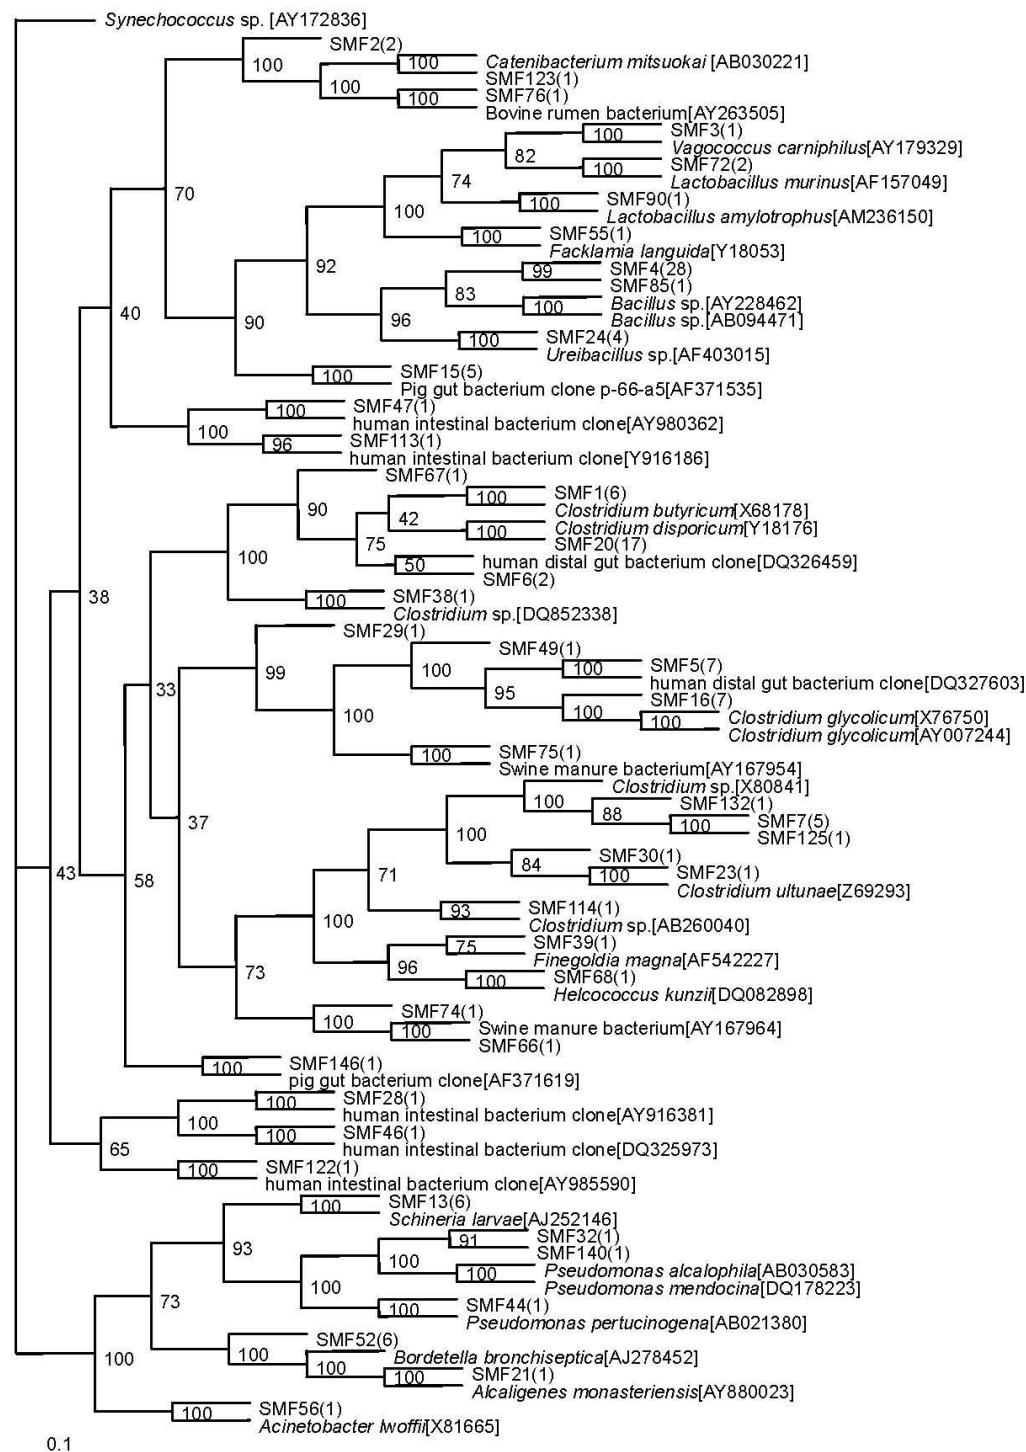 Synechococcus sp. [AY172836]
SMF2(2)
100
100 Catenibacterium mitsuokai [AB030221]
SMF123(1)
100
100 SMF76(1)
Bovine rumen bacterium[AY263505]
100 SMF3(1)
Vagococcus carniphilus[AY179329]
82
100 SMF72(2)
Lactobacillus murinus[AF157049]
74
70
100 SMF90(1)
Lactobacillus amylotrophus[AM236150]
100
100 SMF55(1)
Facklamia languida[Y18053]
92
99 SMF4(28)
SMF85(1)
83
100 Bacillus sp.[AY228462]
Bacillus sp.[AB094471]
40
90
96
100 SMF24(4)
Ureibacillus sp.[AF403015]
100 SMF15(5)
Pig gut bacterium clone p-66-a5[AF371535]
100 SMF47(1)
human intestinal bacterium clone[AY980362]
100
96 SMF113(1)
human intestinal bacterium clone[Y916186]
SMF67(1)
100 SMF1(6)
90
Clostridium butyricum[X68178]
42
100 Clostridium disporicum[Y18176]
75
SMF20(17)
100
50 human distal gut bacterium clone[DQ326459]
SMF6(2)
38
100 SMF38(1)
Clostridium sp.[DQ852338]
SMF29(1)
SMF49(1)
100
99
100 SMF5(7)
human distal gut bacterium clone[DQ327603]
33
95
SMF16(7)
100
100
100 Clostridium glycolicum[X76750]
Clostridium glycolicum[AY007244]
100 SMF75(1)
Swine manure bacterium[AY167954]
Clostridium sp.[X80841]
100
SMF132(1)
88
37
100 SMF7(5)
SMF125(1)
100
SMF30(1)
84
43
58
71
100 SMF23(1)
Clostridium ultunae[Z69293]
93 SMF114(1)
100
Clostridium sp.[AB260040]
75 SMF39(1)
Finegoldia magna[AF542227]
73
96
100 SMF68(1)
Helcococcus kunzii[DQ082898]
SMF74(1)
100
100 Swine manure bacterium[AY167964]
SMF66(1)
100 SMF146(1)
pig gut bacterium clone[AF371619]
100 SMF28(1)
human intestinal bacterium clone[AY916381]
100
100 SMF46(1)
65
human intestinal bacterium clone[DQ325973]
100 SMF122(1)
human intestinal bacterium clone[AY985590]
100 SMF13(6)
Schineria larvae[AJ252146]
91 SMF32(1)
93
SMF140(1)
100
100 Pseudomonas alcalophila[AB030583]
100
Pseudomonas mendocina[DQ178223]
73
100 SMF44(1)
Pseudomonas pertucinogena[AB021380]
SMF52(6)
100
100
Bordetella bronchiseptica[AJ278452]
100
100 SMF21(1)
Alcaligenes monasteriensis[AY880023]
100 SMF56(1)
Acinetobacter lwoffii[X81665]
0.1